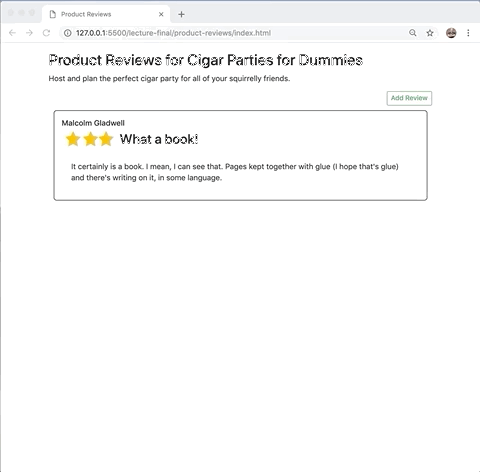 Product Reviews
127.0.0.1:5500/lecture-final/product-reviews/index.html
Product Reviews for Cigar Parties for Dummies
Host and plan the perfect cigar party for all of your squirrelly friends.
Add Review
Malcolm Gladwell
What a book!
It certainly is a book. I mean, I can see that. Pages kept together with glue (I hope that's glue)
and there's writing on it, in some language.